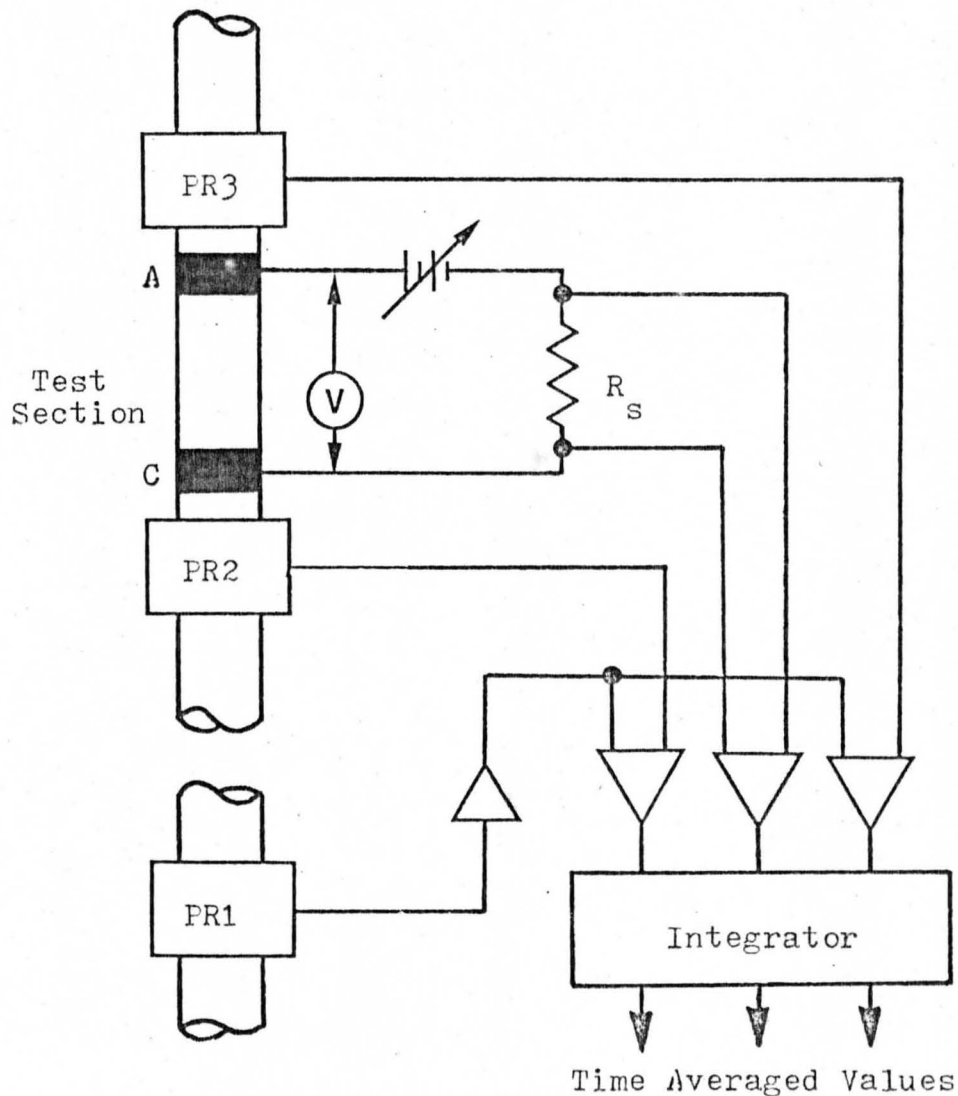 PR3
A
V
R
s
Test
Section
C
PR2
PR1
Integrator
Time Averaged Values